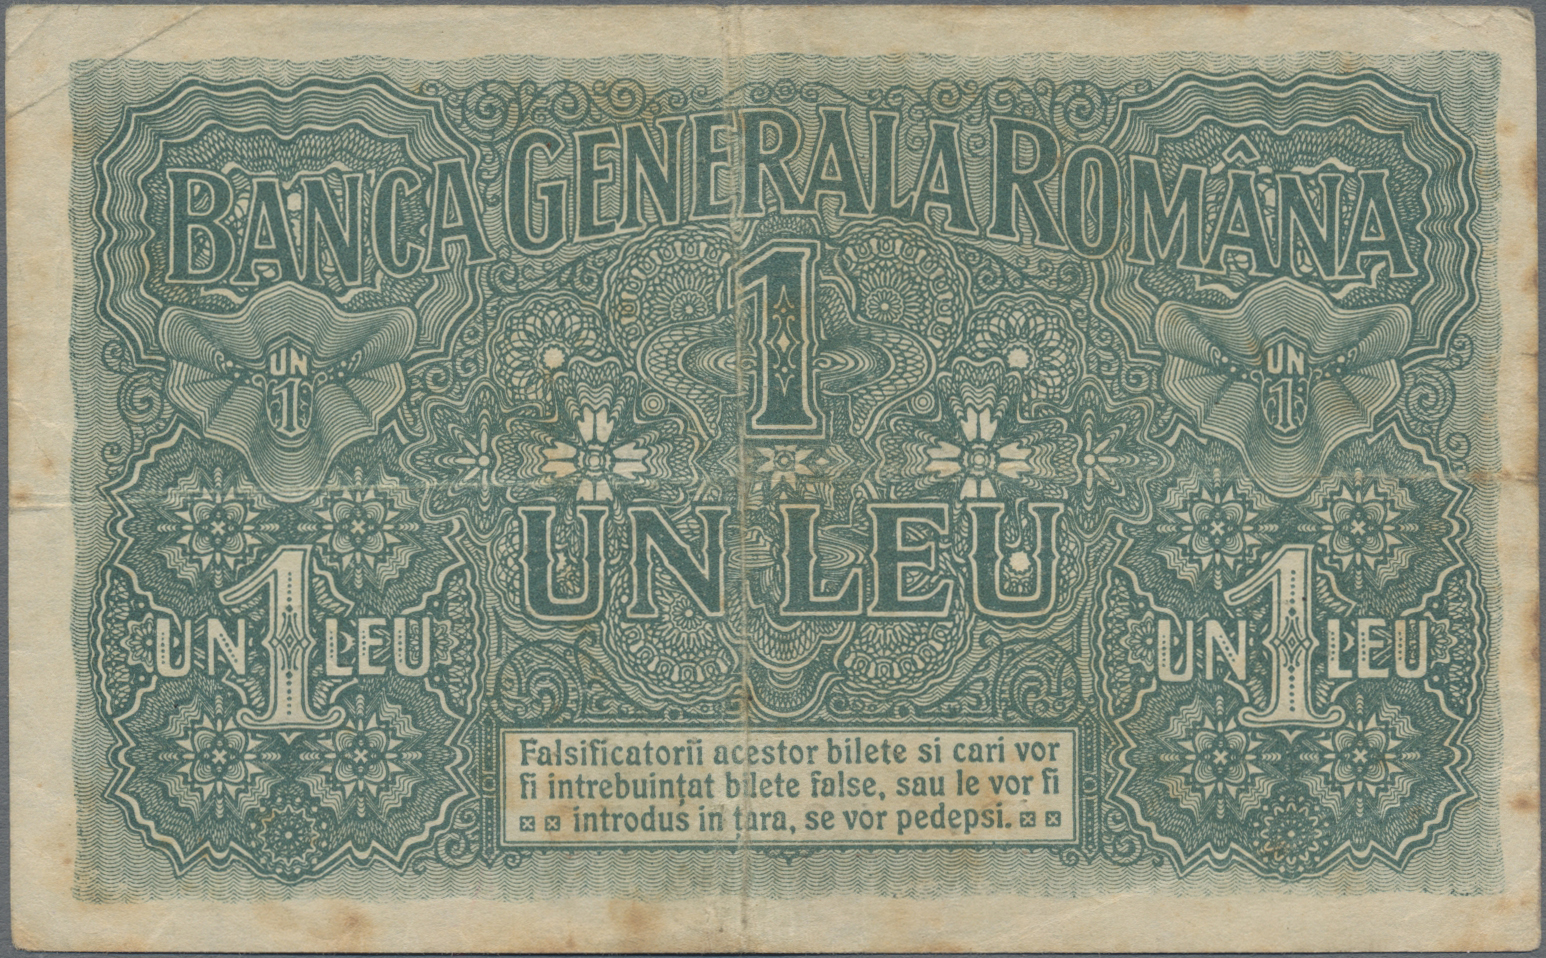 BANCA GENERALA ROMÂNA
1
UN
1
UN
1
UN LEU
UN 1 LEU
UN 1 LEU
Falsificatorii acestor bilete si cari vor
fi intrebuințat bilete false, sau le vor fi
introdus in țara, se vor pedepsi.